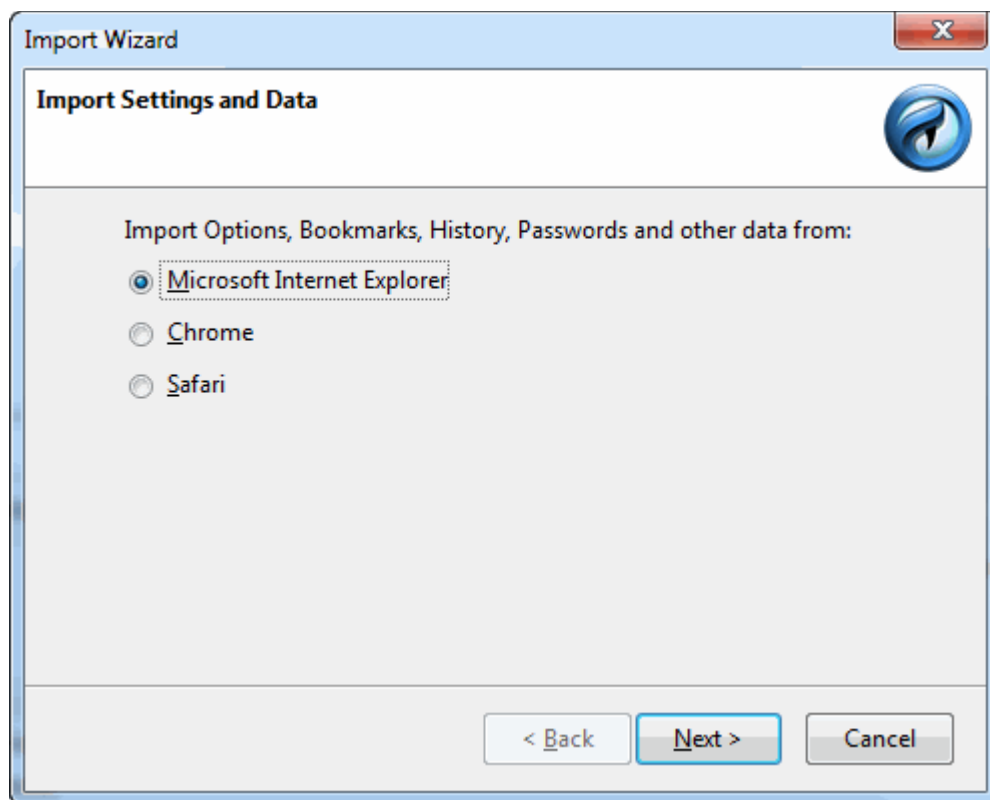 Import Wizard
Import Settings and Data
Import Options, Bookmarks, History, Passwords and other data from:
Microsoft Internet Explorer
Chrome
Safari
< Back Next > Cancel